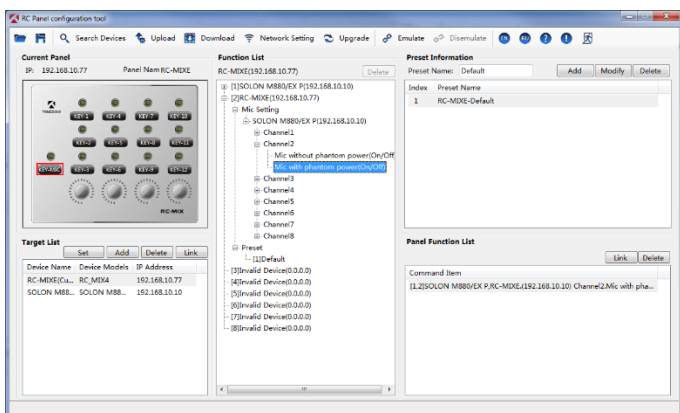 RC Panel configuration tool
Search Devices Upload Download Network Setting Upgrade Emulate Disemulate
Current Panel
IP: 192.168.10.77 Panel Nam RC-MIXE
KEY-1 KEY-4 KEY-7 KEY-10
KEY-2 KEY-5 KEY-8 KEY-11
KEY-MSC KEY-3 KEY-6 KEY-9 KEY-12
RC-MIX
Target List
Set Add Delete Link
Device Name Device Models IP Address
RC-MIXE(Cu... RC_MIX4 192.168.10.77
SOLON M88... SOLON M88... 192.168.10.10
Function List
RC-MIXE(192.168.10.77) Delete
[1]SOLON M880/EX P(192.168.10.10)
[2]RC-MIXE(192.168.10.77)
Mic Setting
SOLON M880/EX P(192.168.10.10)
Channel1
Channel2
Mic without phantom power(On/Off
Mic with phantom power(On/Off)
Channel3
Channel4
Channel5
Channel6
Channel7
Channel8
Preset
[1]Default
[3]Invalid Device(0.0.0.0)
[4]Invalid Device(0.0.0.0)
[5]Invalid Device(0.0.0.0)
[6]Invalid Device(0.0.0.0)
[7]Invalid Device(0.0.0.0)
[8]Invalid Device(0.0.0.0)
Preset Information
Preset Name: Default Add Modify Delete
Index Preset Name
1 RC-MIXE-Default
Panel Function List
Link Delete
Command Item
[1,2]SOLON M880/EX P,RC-MIXE.(192.168.10.10) Channel2.Mic with pha...